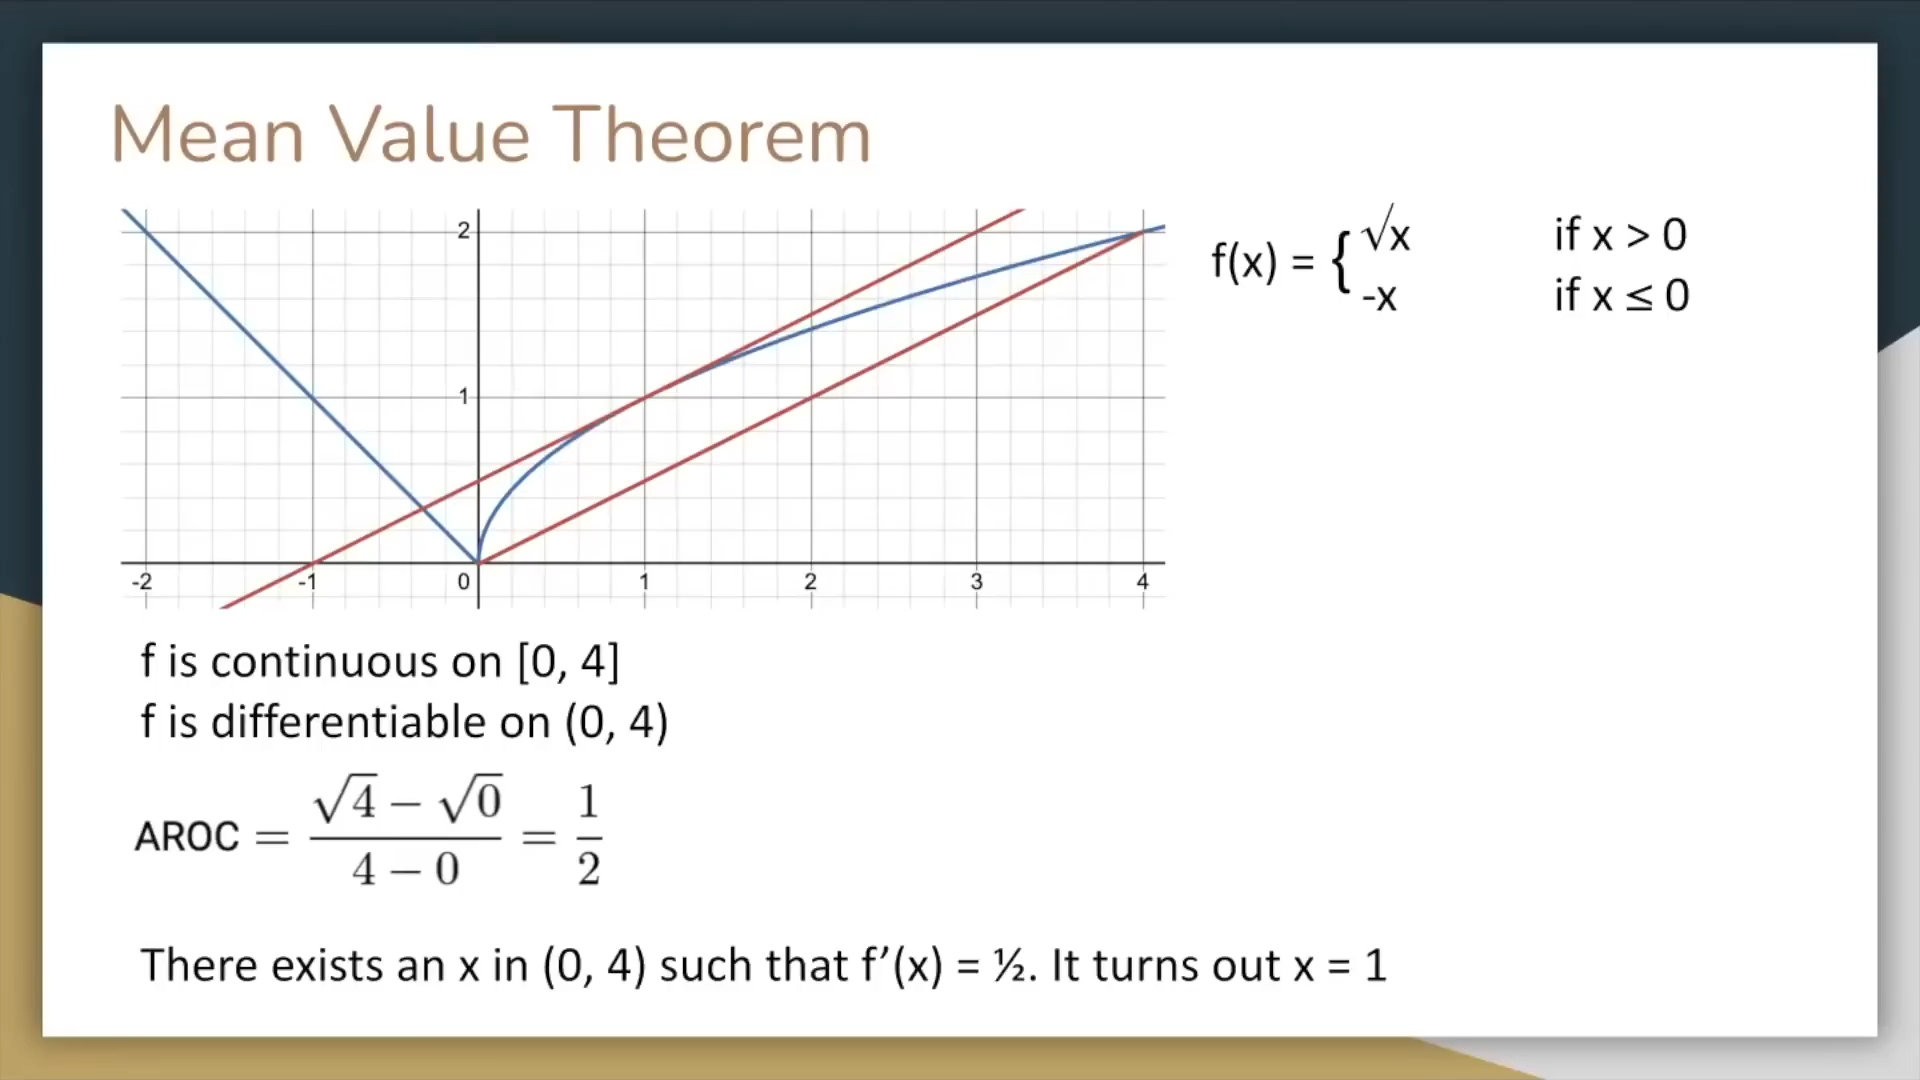 Mean Value Theorem
f(x) = { √x if x > 0
-x if x ≤ 0
2
1
-2 -1 0 1 2 3 4
f is continuous on [0, 4]
f is differentiable on (0, 4)
AROC = (√4 − √0)/(4 − 0) = 1/2
There exists an x in (0, 4) such that f’(x) = ½. It turns out x = 1